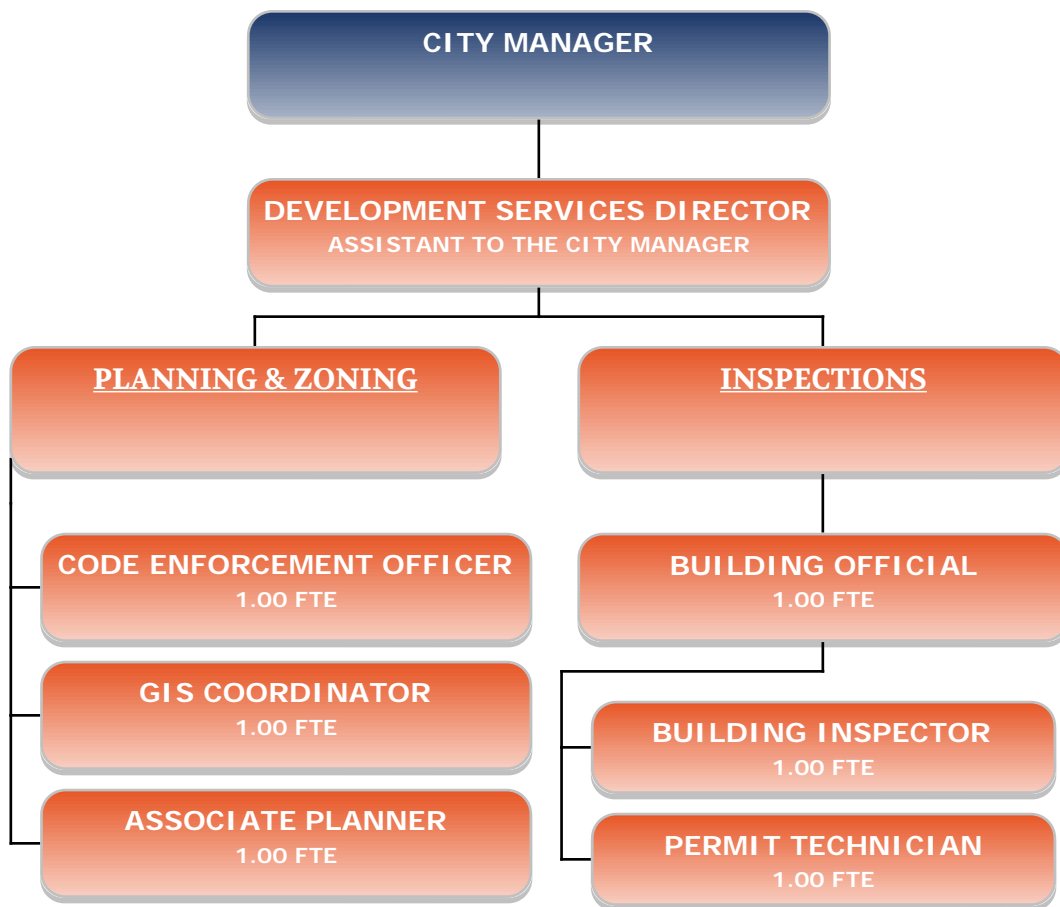 CITY MANAGER
DEVELOPMENT SERVICES DIRECTOR
ASSISTANT TO THE CITY MANAGER
PLANNING & ZONING
CODE ENFORCEMENT OFFICER
1.00 FTE
GIS COORDINATOR
1.00 FTE
ASSOCIATE PLANNER
1.00 FTE
INSPECTIONS
BUILDING OFFICIAL
1.00 FTE
BUILDING INSPECTOR
1.00 FTE
PERMIT TECHNICIAN
1.00 FTE